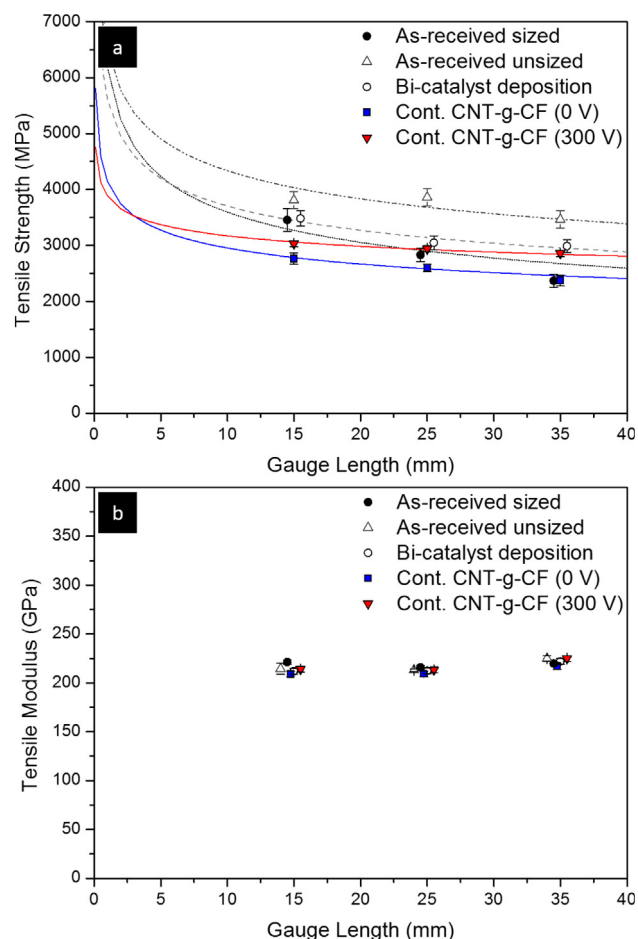 a
As-received sized
As-received unsized
Bi-catalyst deposition
Cont. CNT-g-CF (0 V)
Cont. CNT-g-CF (300 V)
7000
6000
5000
4000
3000
2000
1000
0
Tensile Strength (MPa)
0 5 10 15 20 25 30 35 40
Gauge Length (mm)
b
As-received sized
As-received unsized
Bi-catalyst deposition
Cont. CNT-g-CF (0 V)
Cont. CNT-g-CF (300 V)
400
350
300
250
200
150
100
50
0
Tensile Modulus (GPa)
0 5 10 15 20 25 30 35 40
Gauge Length (mm)